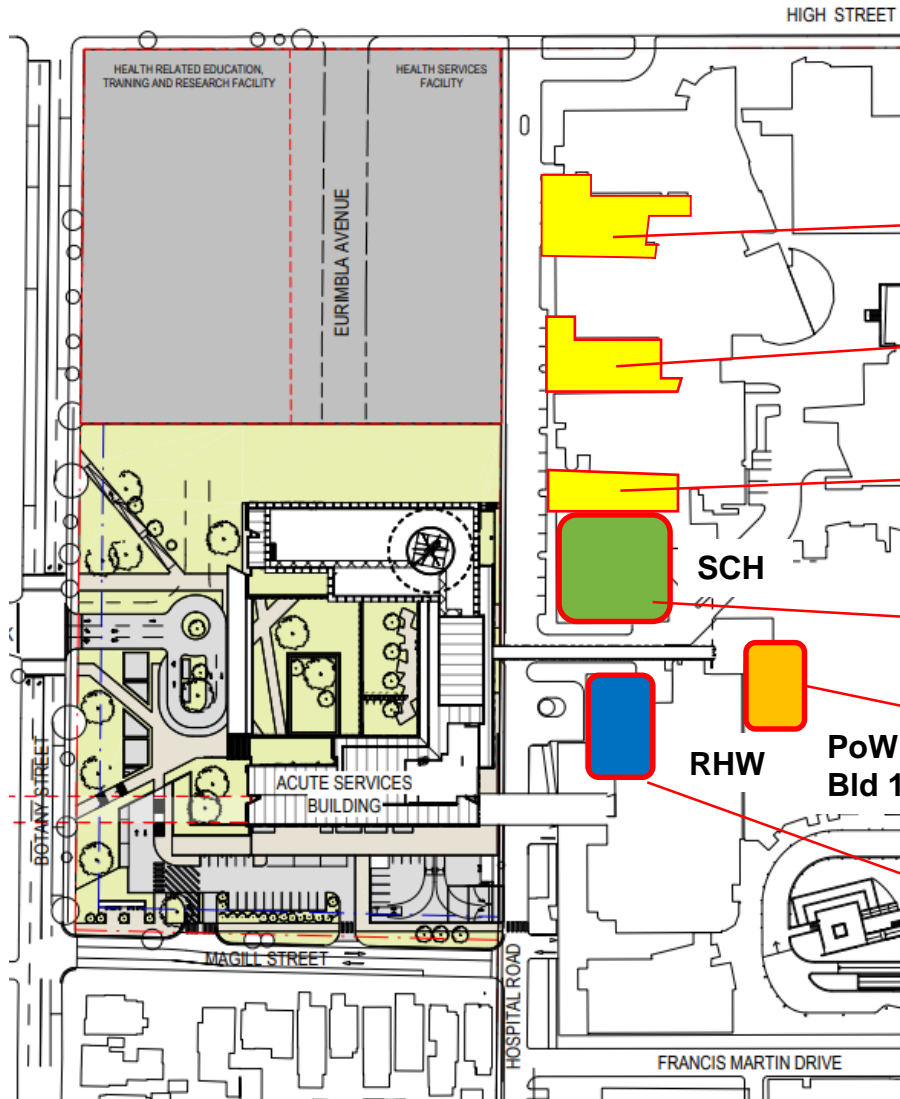 HIGH STREET
HEALTH RELATED EDUCATION,
TRAINING AND RESEARCH FACILITY
HEALTH SERVICES
FACILITY
EURIMBLA AVENUE
SCH
RHW
PoW
Bld 1
ACUTE SERVICES
BUILDING
BOTANY STREET
MAGILL STREET
HOSPITAL ROAD
FRANCIS MARTIN DRIVE